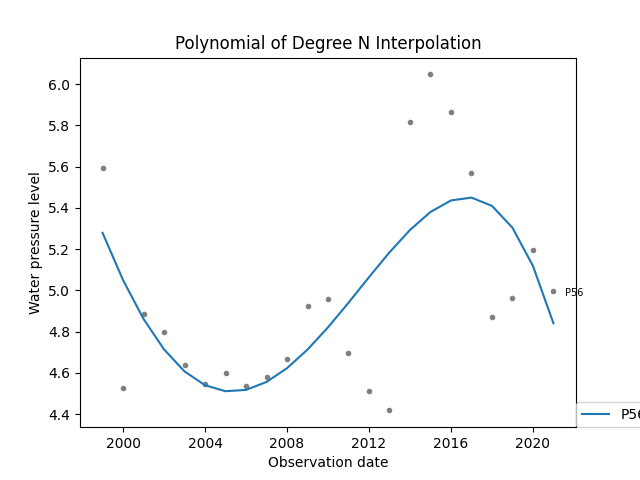 Polynomial of Degree N Interpolation
Water pressure level
6.0
5.8
5.6
5.4
5.2
5.0
4.8
4.6
4.4
P56
2000 2004 2008 2012 2016 2020
Observation date
P56